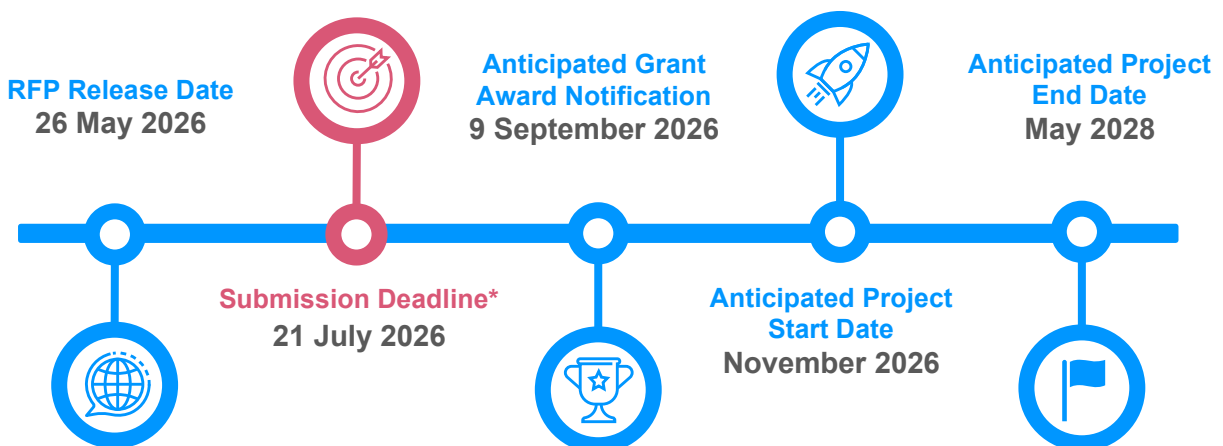 RFP Release Date
26 May 2026
Submission Deadline*
21 July 2026
Anticipated Grant
Award Notification
9 September 2026
Anticipated Project
Start Date
November 2026
Anticipated Project
End Date
May 2028